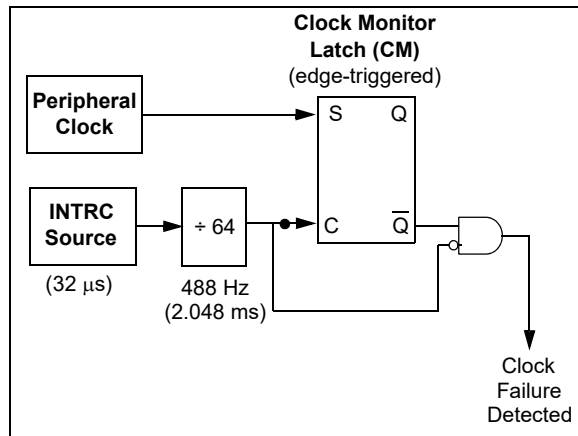 Clock Monitor
Latch (CM)
(edge-triggered)
Peripheral
Clock
S
Q
INTRC
Source
÷ 64
C
Q̅
(32 μs)
488 Hz
(2.048 ms)
Clock
Failure
Detected